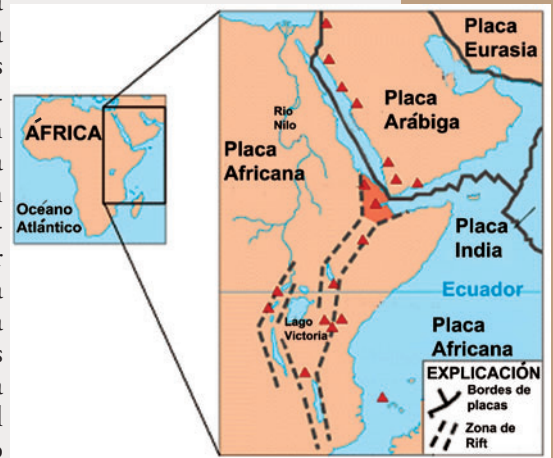 ÁFRICA
Océano
Atlántico
Placa
Eurasia
Placa
Arábiga
Rio
Nilo
Placa
Africana
Placa
India
Ecuador
Lago
Victoria
Placa
Africana
EXPLICACIÓN
Bordes de
placas
Zona de
Rift